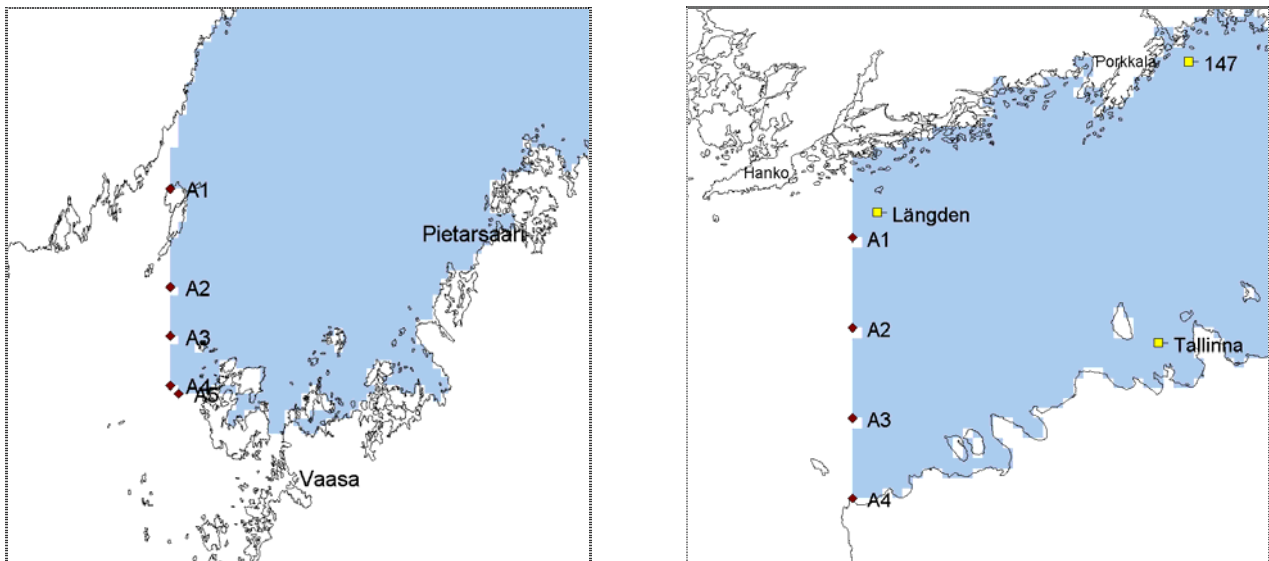 A1
Pietarsaari
A2
A3
A4
A5
Vaasa
Porkkala
147
Hanko
Längden
A1
A2
Tallinna
A3
A4